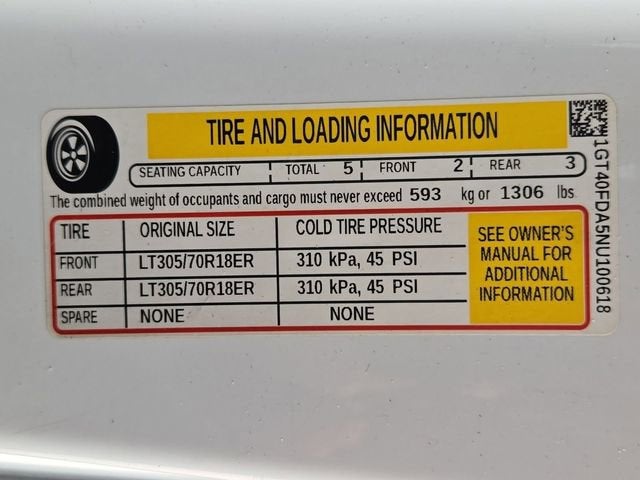 TIRE AND LOADING INFORMATION
SEATING CAPACITY TOTAL 5 FRONT 2 REAR 3
The combined weight of occupants and cargo must never exceed 593 kg or 1306 lbs
TIRE ORIGINAL SIZE COLD TIRE PRESSURE
FRONT LT305/70R18ER 310 kPa, 45 PSI
REAR LT305/70R18ER 310 kPa, 45 PSI
SPARE NONE NONE
SEE OWNER'S
MANUAL FOR
ADDITIONAL
INFORMATION
1GT40FDA5NU100618